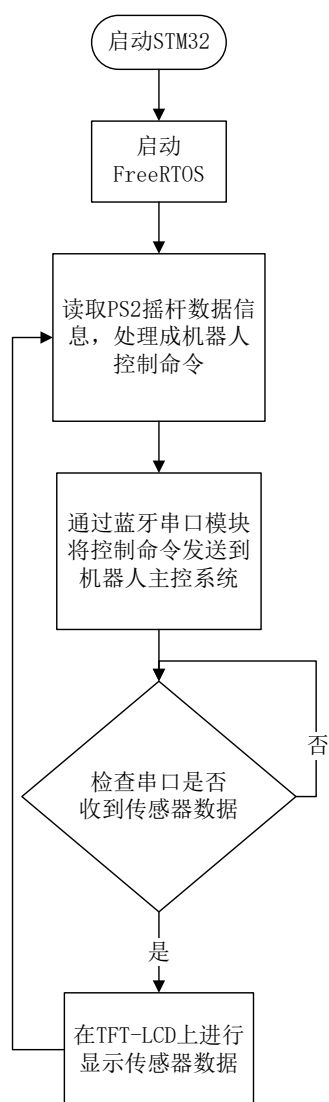 启动STM32
启动
FreeRTOS
读取PS2摇杆数据信
息，处理成机器人
控制命令
通过蓝牙串口模块
将控制命令发送到
机器人主控系统
否
检查串口是否
收到传感器数据
是
在TFT-LCD上进行
显示传感器数据